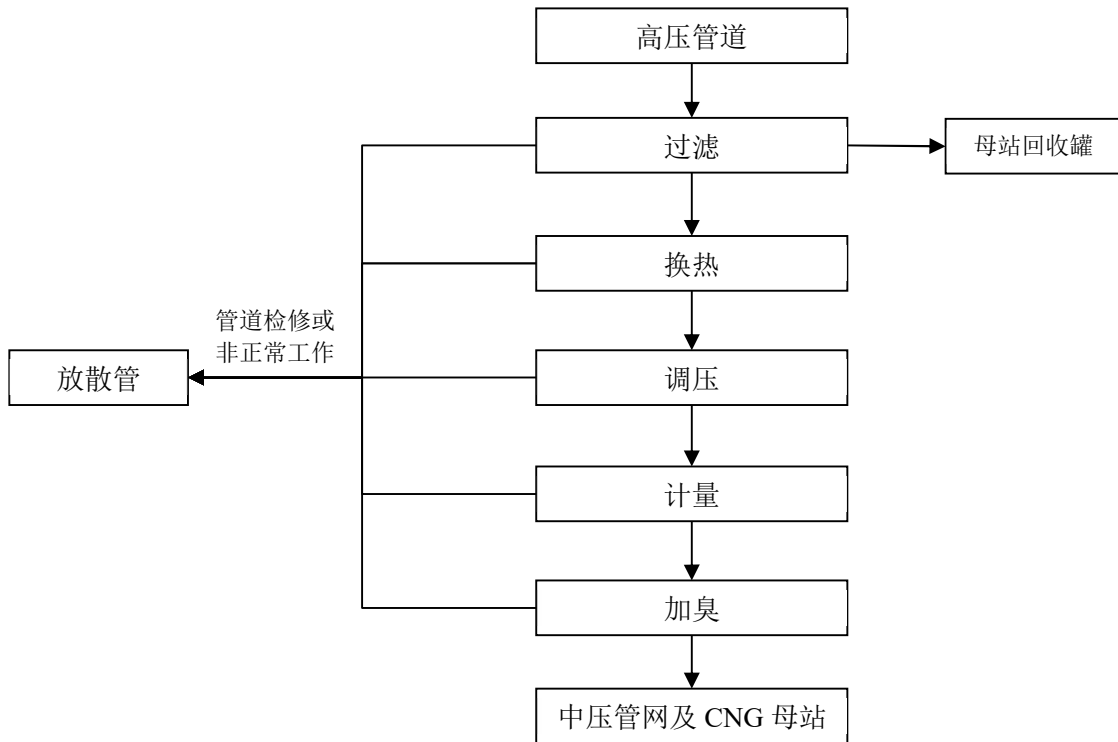 高压管道
过滤
母站回收罐
换热
管道检修或
非正常工作
放散管
调压
计量
加臭
中压管网及 CNG 母站